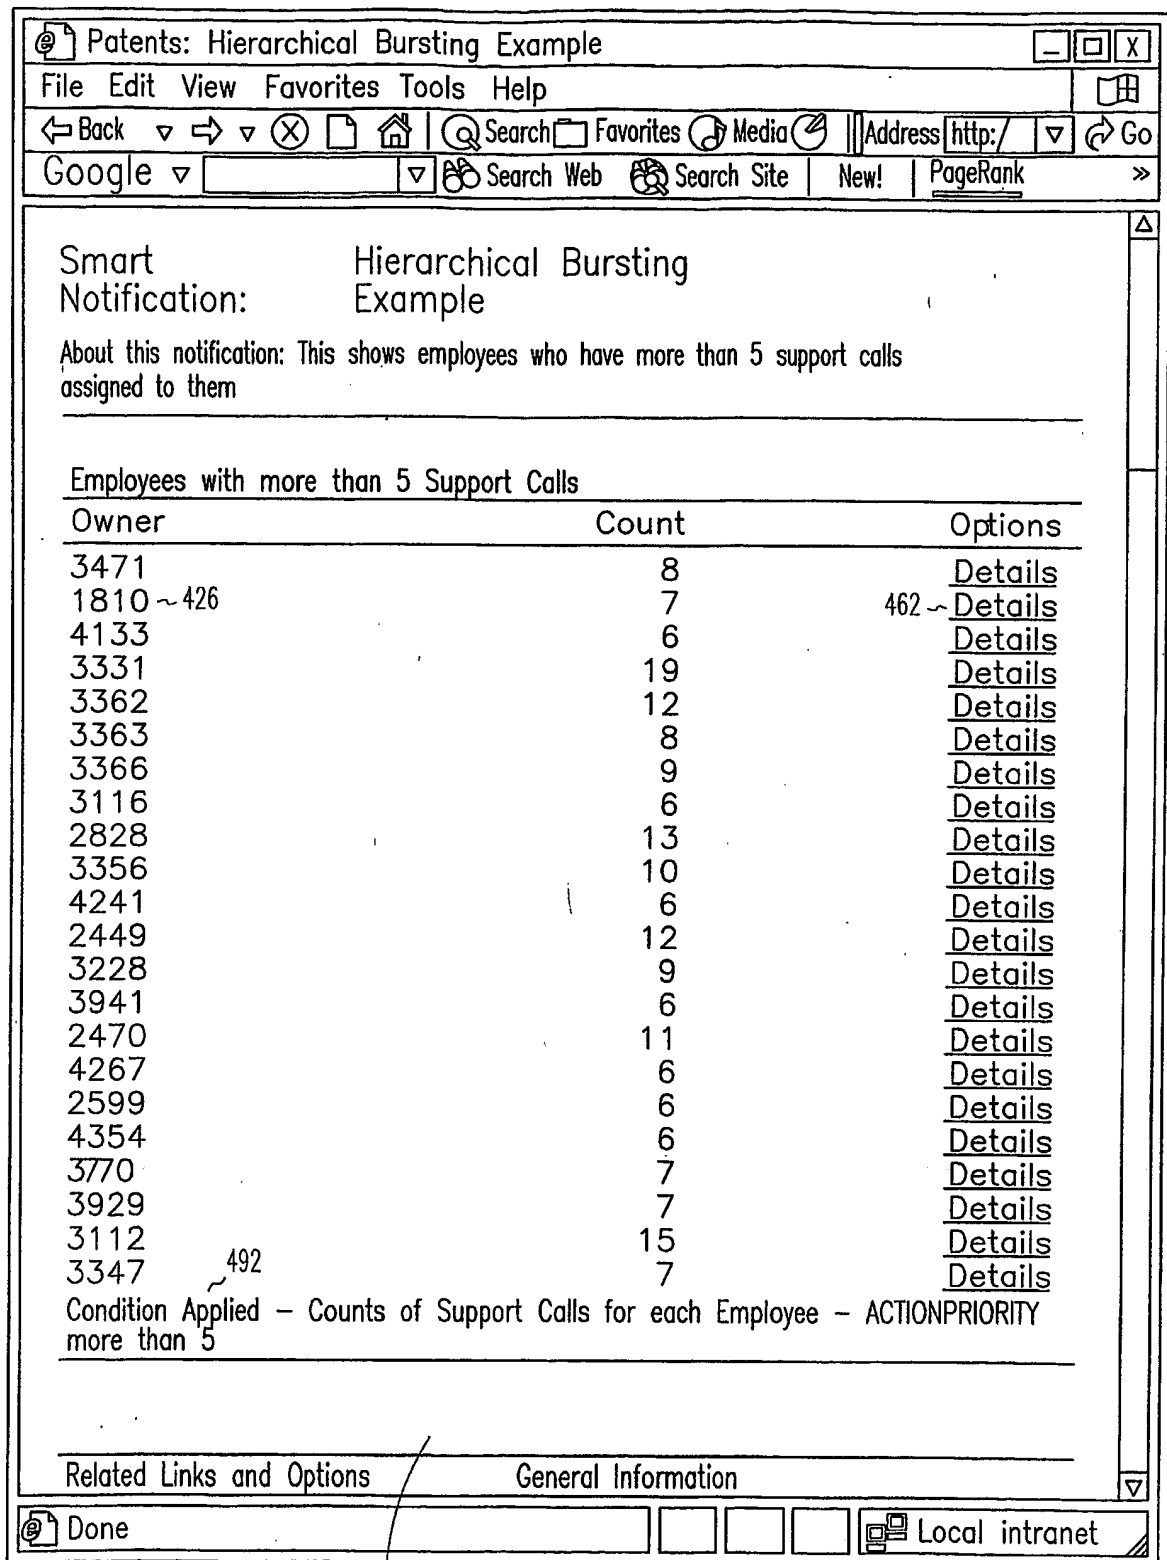 Patents: Hierarchical Bursting Example
_ X
File Edit View Favorites Tools Help
Back Search Favorites Media Address http:/ Go
Google Search Web Search Site New! PageRank »
Smart Hierarchical Bursting
Notification: Example
About this notification: This shows employees who have more than 5 support calls
assigned to them
Employees with more than 5 Support Calls
Owner Count Options
3471 8 Details
1810 ~426 7 462~ Details
4133 6 Details
3331 19 Details
3362 12 Details
3363 8 Details
3366 9 Details
3116 6 Details
2828 13 Details
3356 10 Details
4241 6 Details
2449 12 Details
3228 9 Details
3941 6 Details
2470 11 Details
4267 6 Details
2599 6 Details
4354 6 Details
3770 7 Details
3929 7 Details
3112 15 Details
3347 7 Details
492
Condition Applied – Counts of Support Calls for each Employee – ACTIONPRIORITY
more than 5
Related Links and Options General Information
Done Local intranet